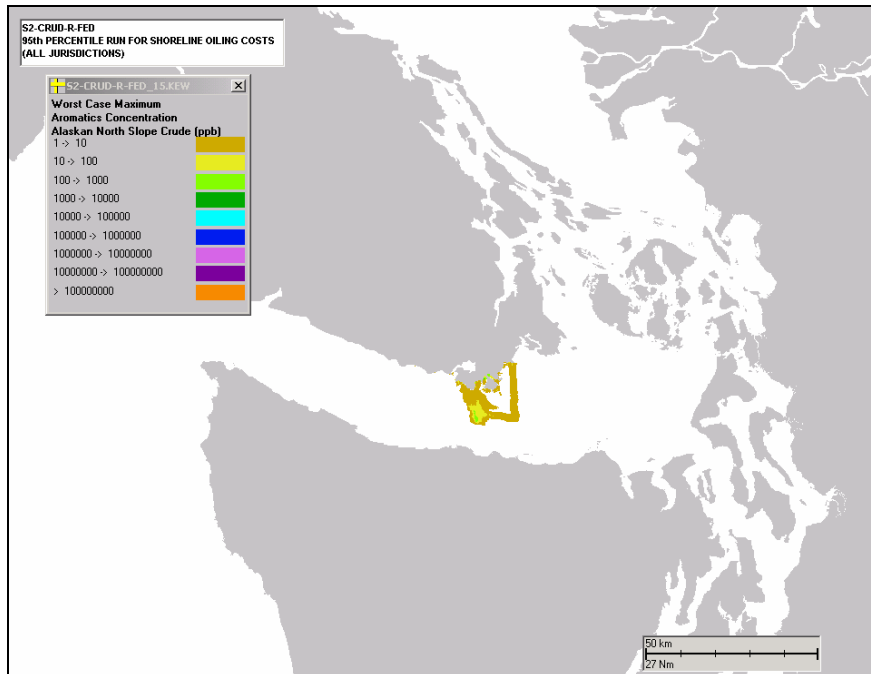 S2-CRUD-R-FED
95th PERCENTILE RUN FOR SHORELINE OILING COSTS
(ALL JURISDICTIONS)
S2-CRUD-R-FED_15.KEW
Worst Case Maximum
Aromatics Concentration
Alaskan North Slope Crude (ppb)
1 -> 10
10 -> 100
100 -> 1000
1000 -> 10000
10000 -> 100000
100000 -> 1000000
1000000 -> 10000000
10000000 -> 100000000
> 100000000
50 km
27 Nm